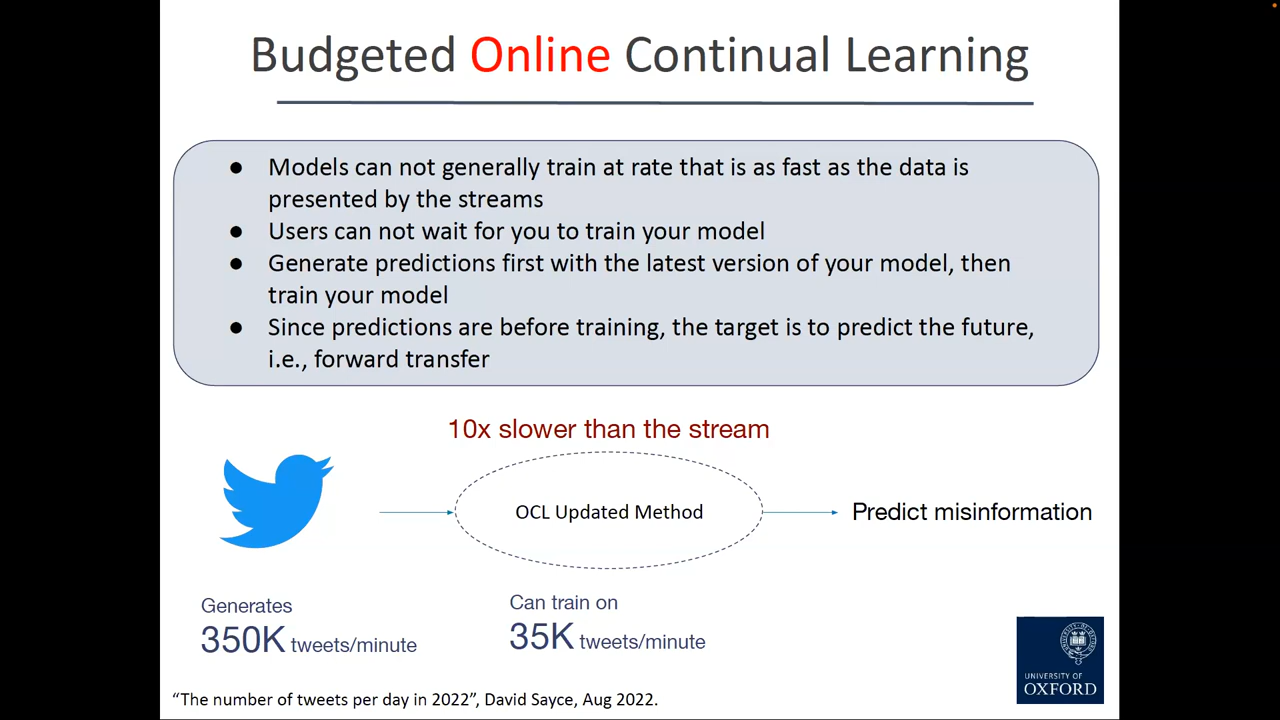 Budgeted Online Continual Learning
● Models can not generally train at rate that is as fast as the data is
presented by the streams
● Users can not wait for you to train your model
● Generate predictions first with the latest version of your model, then
train your model
● Since predictions are before training, the target is to predict the future,
i.e., forward transfer
10x slower than the stream
OCL Updated Method
Predict misinformation
Generates
350K tweets/minute
Can train on
35K tweets/minute
UNIVERSITY OF
OXFORD
“The number of tweets per day in 2022”, David Sayce, Aug 2022.